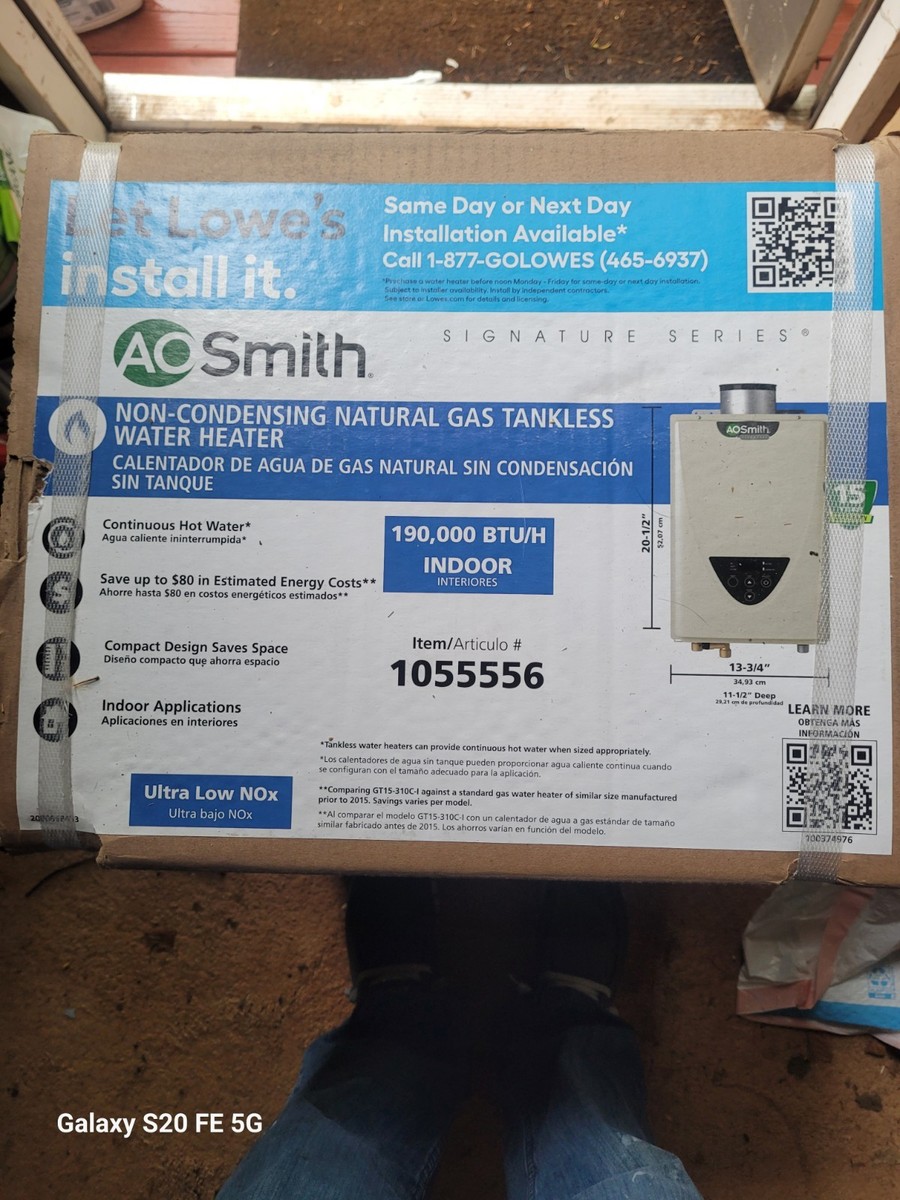 Let Lowe's
install it.
Same Day or Next Day
Installation Available*
Call 1-877-GOLOWES (465-6937)
*Purchase a water heater before noon Monday - Friday for same-day or next day installation.
Subject to installer availability. Install by independent contractors.
See store or Lowes.com for details and licensing.
AO Smith®
SIGNATURE SERIES®
NON-CONDENSING NATURAL GAS TANKLESS
WATER HEATER
CALENTADOR DE AGUA DE GAS NATURAL SIN CONDENSACIÓN
SIN TANQUE
Continuous Hot Water*
Agua caliente ininterrumpida*
Save up to $80 in Estimated Energy Costs**
Ahorre hasta $80 en costos energéticos estimados**
Compact Design Saves Space
Diseño compacto que ahorra espacio
Indoor Applications
Aplicaciones en interiores
190,000 BTU/H
INDOOR
INTERIORES
Item/Articulo #
1055556
AO Smith
15
20-1/2"
52,07 cm
13-3/4"
34,93 cm
11-1/2" Deep
29,21 cm de profundidad
LEARN MORE
OBTENGA MÁS
INFORMACIÓN
100374976
Ultra Low NOx
Ultra bajo NOx
*Tankless water heaters can provide continuous hot water when sized appropriately.
*Los calentadores de agua sin tanque pueden proporcionar agua caliente continua cuando
se configuran con el tamaño adecuado para la aplicación.
**Comparing GT15-310C-I against a standard gas water heater of similar size manufactured
prior to 2015. Savings varies per model.
**Al comparar el modelo GT15-310C-I con un calentador de agua a gas estándar de tamaño
similar fabricado antes de 2015. Los ahorros varían en función del modelo.
Galaxy S20 FE 5G